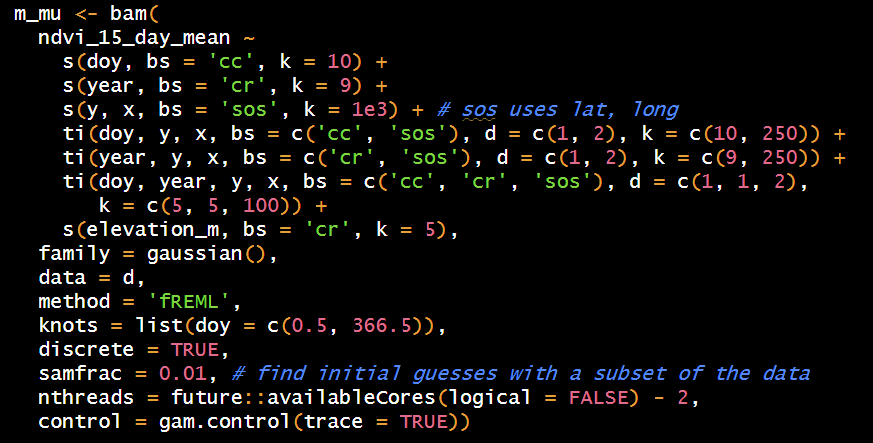 m_mu <- bam(
  ndvi_15_day_mean ~
    s(doy, bs = 'cc', k = 10) +
    s(year, bs = 'cr', k = 9) +
    s(y, x, bs = 'sos', k = 1e3) + # sos uses lat, long
    ti(doy, y, x, bs = c('cc', 'sos'), d = c(1, 2), k = c(10, 250)) +
    ti(year, y, x, bs = c('cr', 'sos'), d = c(1, 2), k = c(9, 250)) +
    ti(doy, year, y, x, bs = c('cc', 'cr', 'sos'), d = c(1, 1, 2),
       k = c(5, 5, 100)) +
    s(elevation_m, bs = 'cr', k = 5),
  family = gaussian(),
  data = d,
  method = 'fREML',
  knots = list(doy = c(0.5, 366.5)),
  discrete = TRUE,
  samfrac = 0.01, # find initial guesses with a subset of the data
  nthreads = future::availableCores(logical = FALSE) - 2,
  control = gam.control(trace = TRUE))